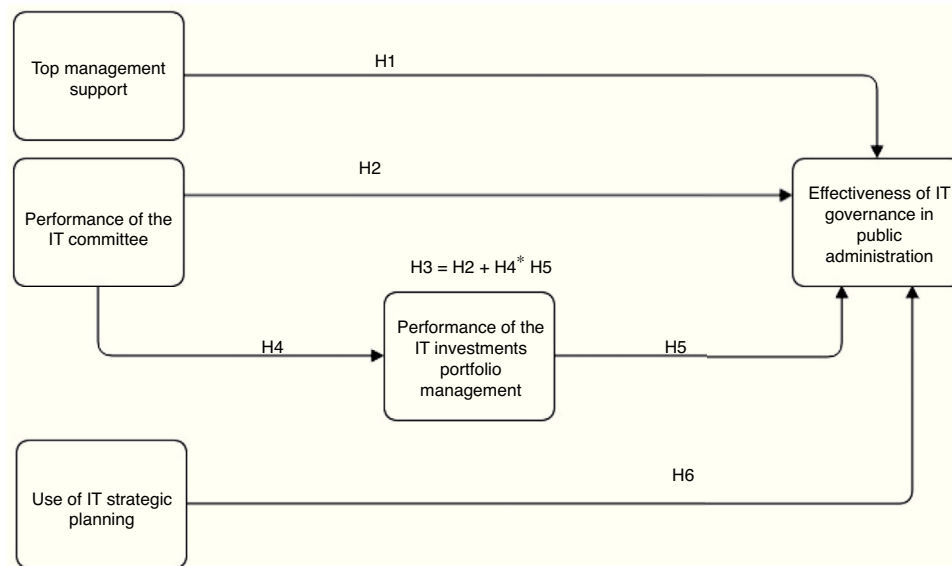 Top management
support
H1
Performance of the
IT committee
H2
Effectiveness of IT
governance in
public
administration
H3 = H2 + H4* H5
H4
Performance of the
IT investments
portfolio
management
H5
Use of IT strategic
planning
H6